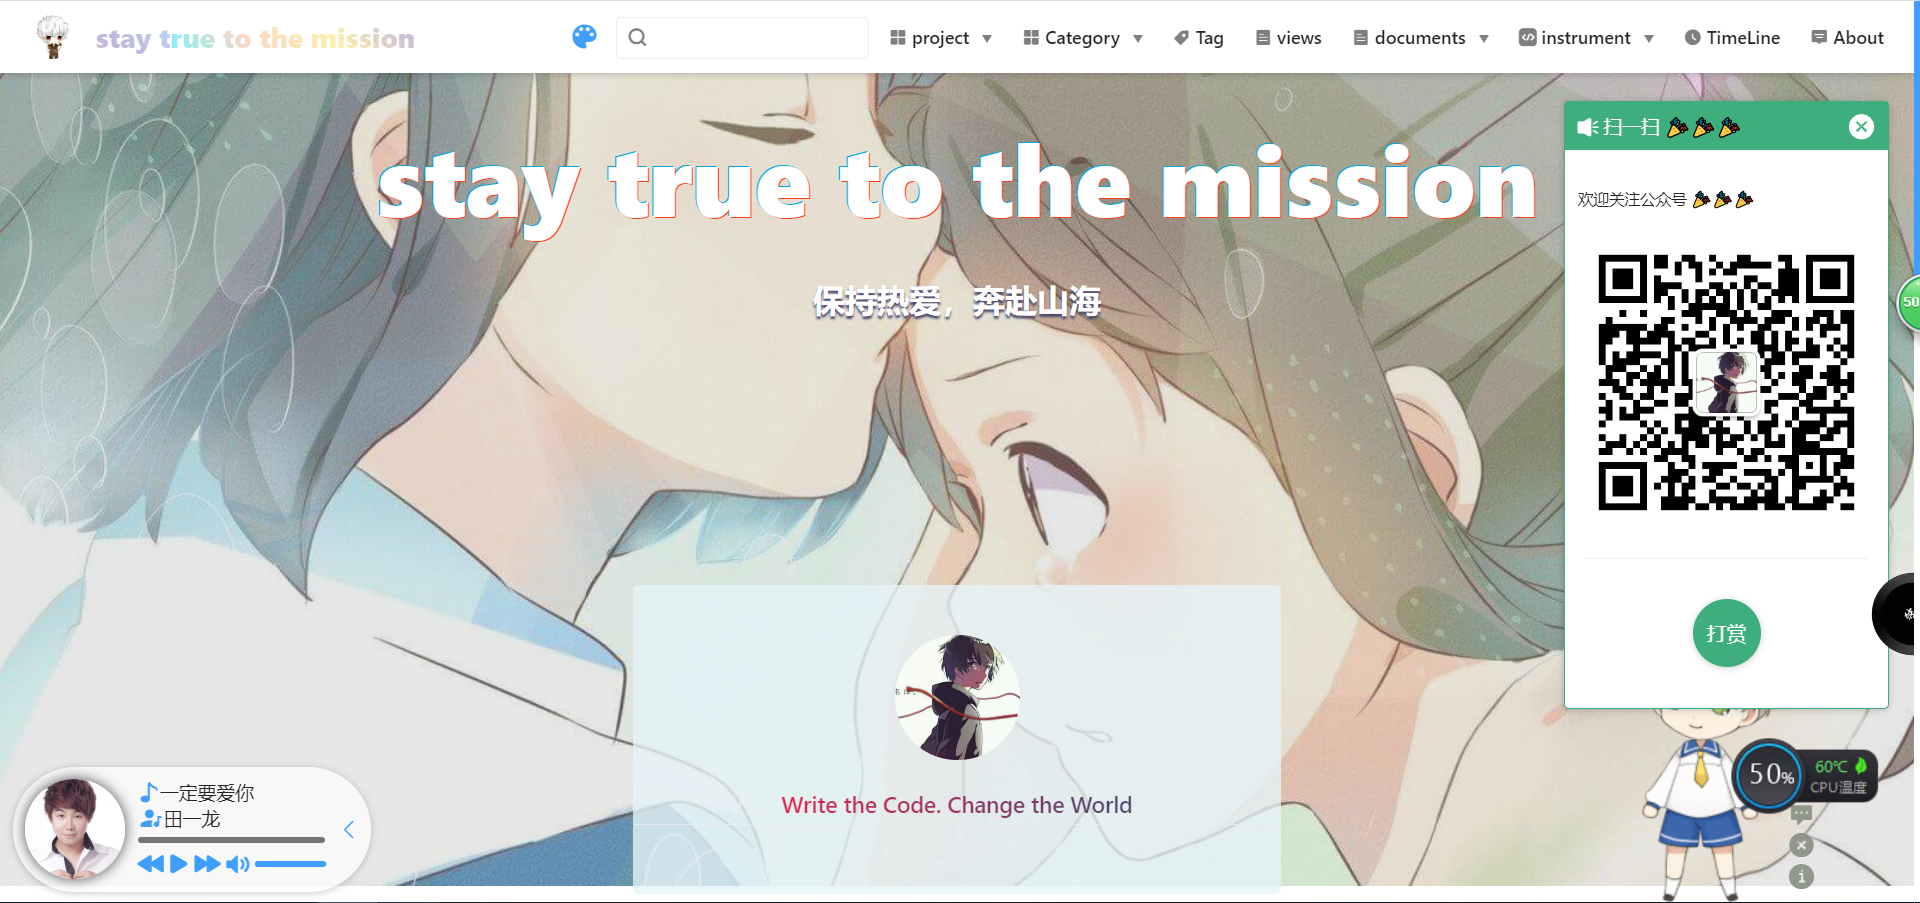 stay true to the mission
project
Category
Tag
views
documents
instrument
TimeLine
About
stay true to the mission
保持热爱，奔赴山海
扫一扫
欢迎关注公众号
打赏
Write the Code. Change the World
一定要爱你
田一龙
50%
60℃
CPU温度
50